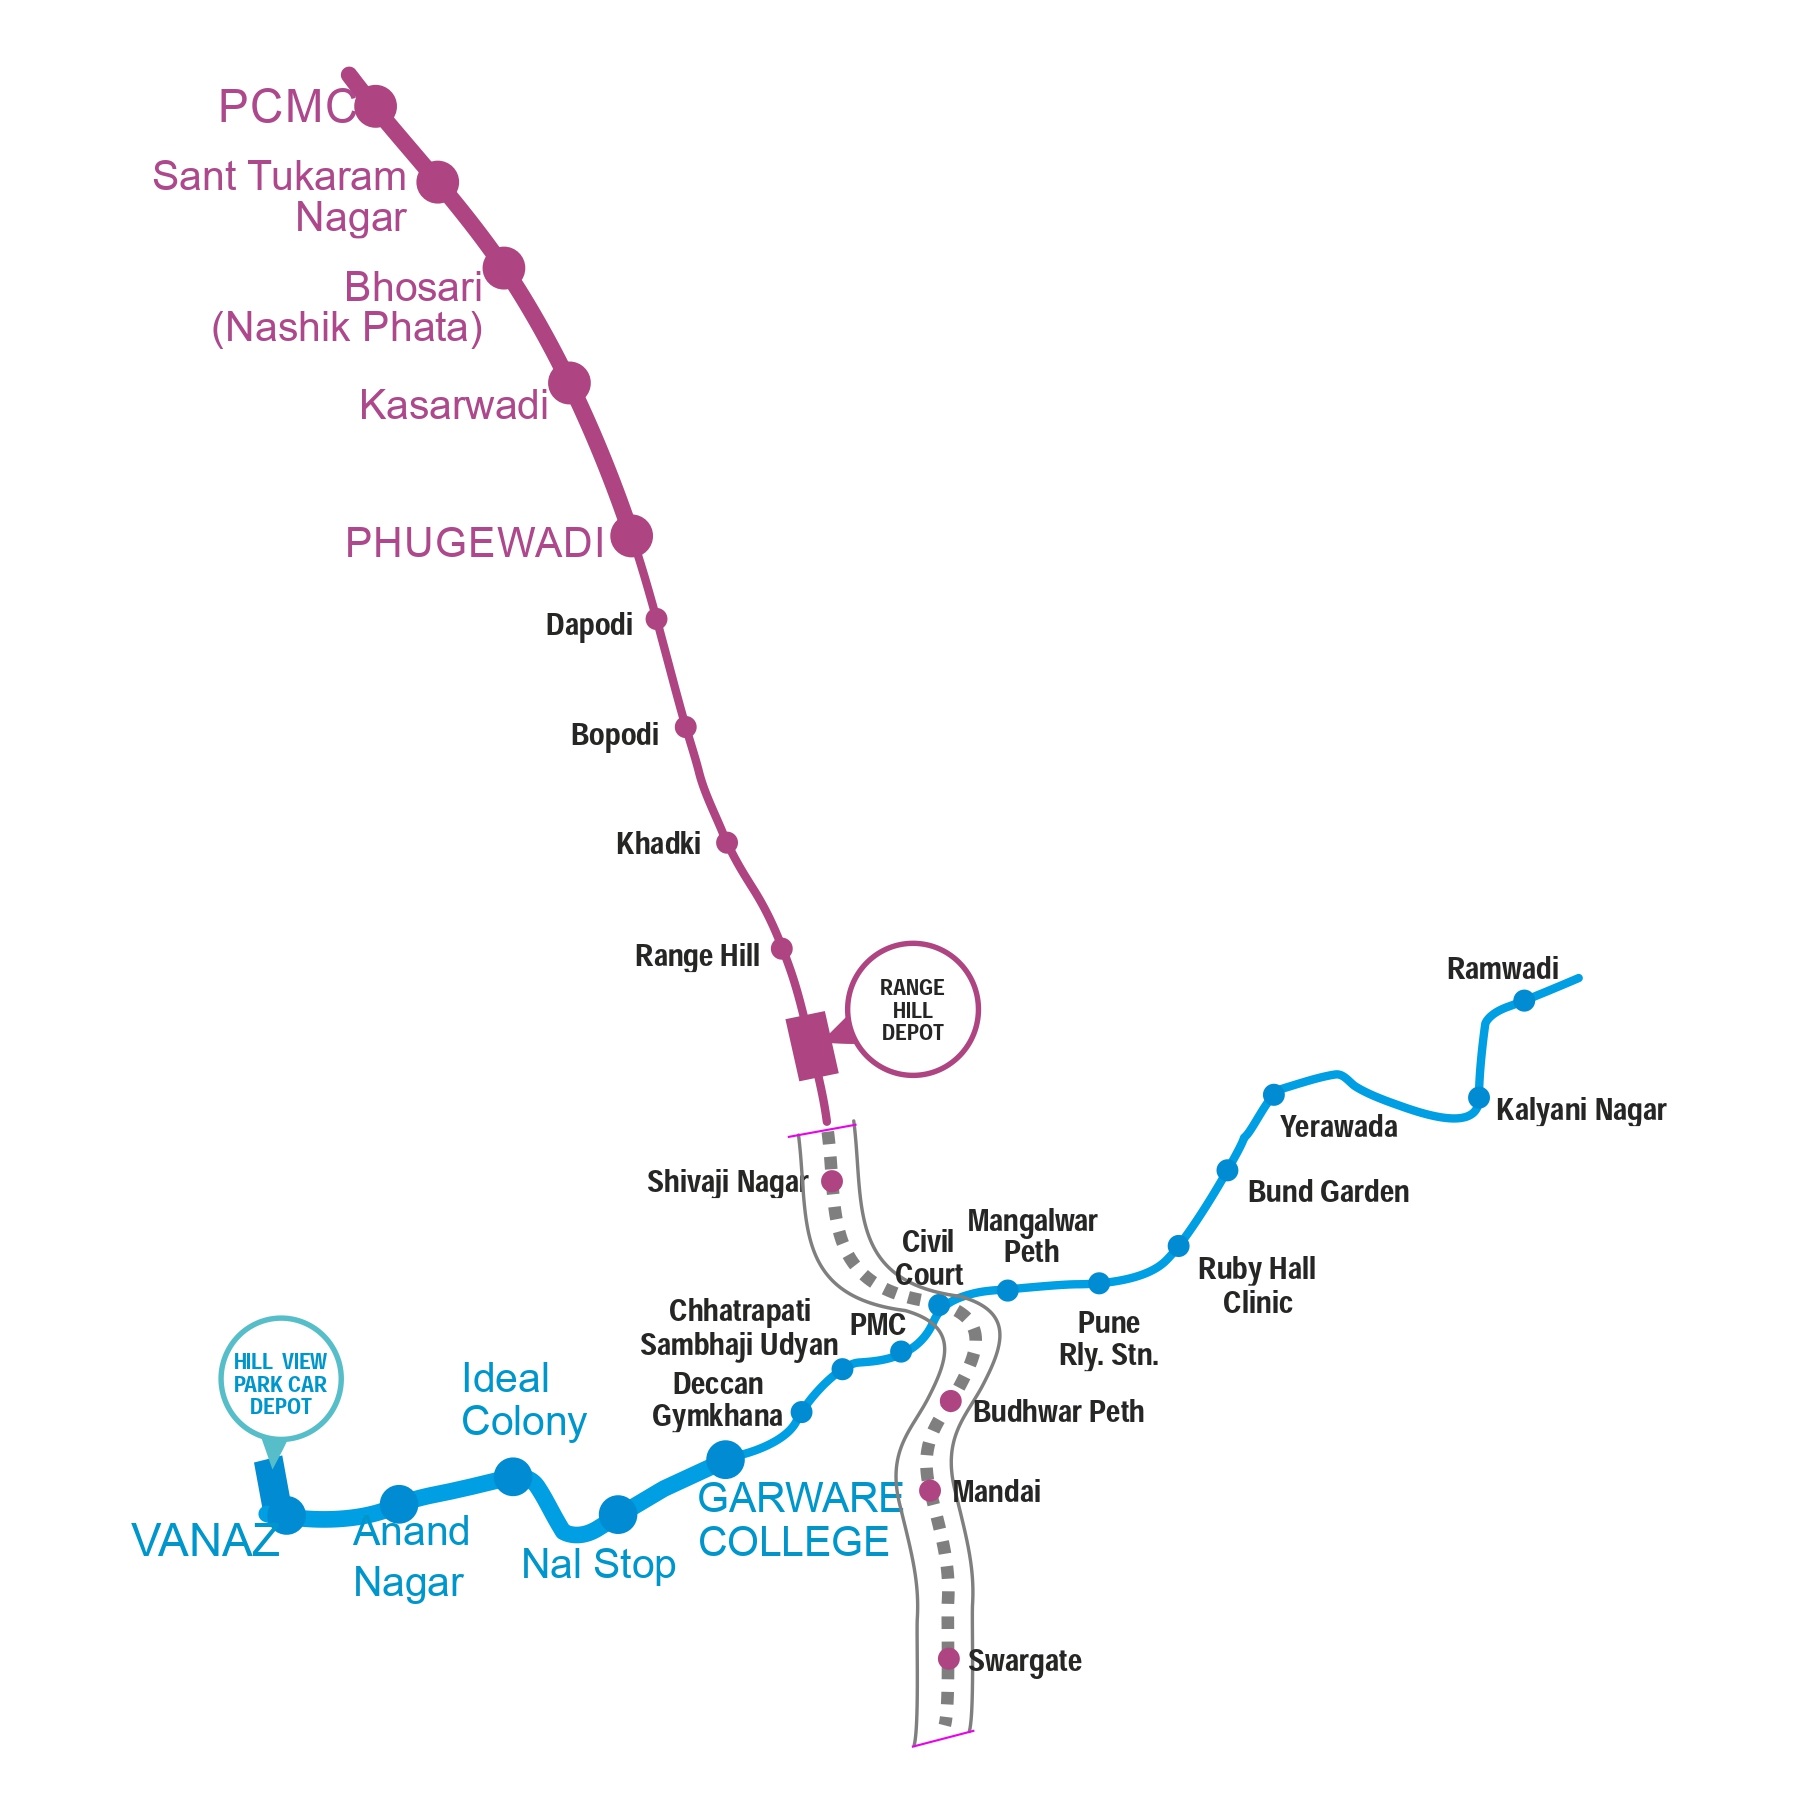 PCMC
Sant Tukaram
Nagar
Bhosari
(Nashik Phata)
Kasarwadi
PHUGEWADI
Dapodi
Bopodi
Khadki
Range Hill
RANGE
HILL
DEPOT
Shivaji Nagar
Civil
Court
Mangalwar
Peth
Pune
Rly. Stn.
Ruby Hall
Clinic
Bund Garden
Yerawada
Kalyani Nagar
Ramwadi
PMC
Chhatrapati
Sambhaji Udyan
Deccan
Gymkhana
GARWARE
COLLEGE
Nal Stop
Ideal
Colony
Anand
Nagar
VANAZ
HILL VIEW
PARK CAR
DEPOT
Budhwar Peth
Mandai
Swargate